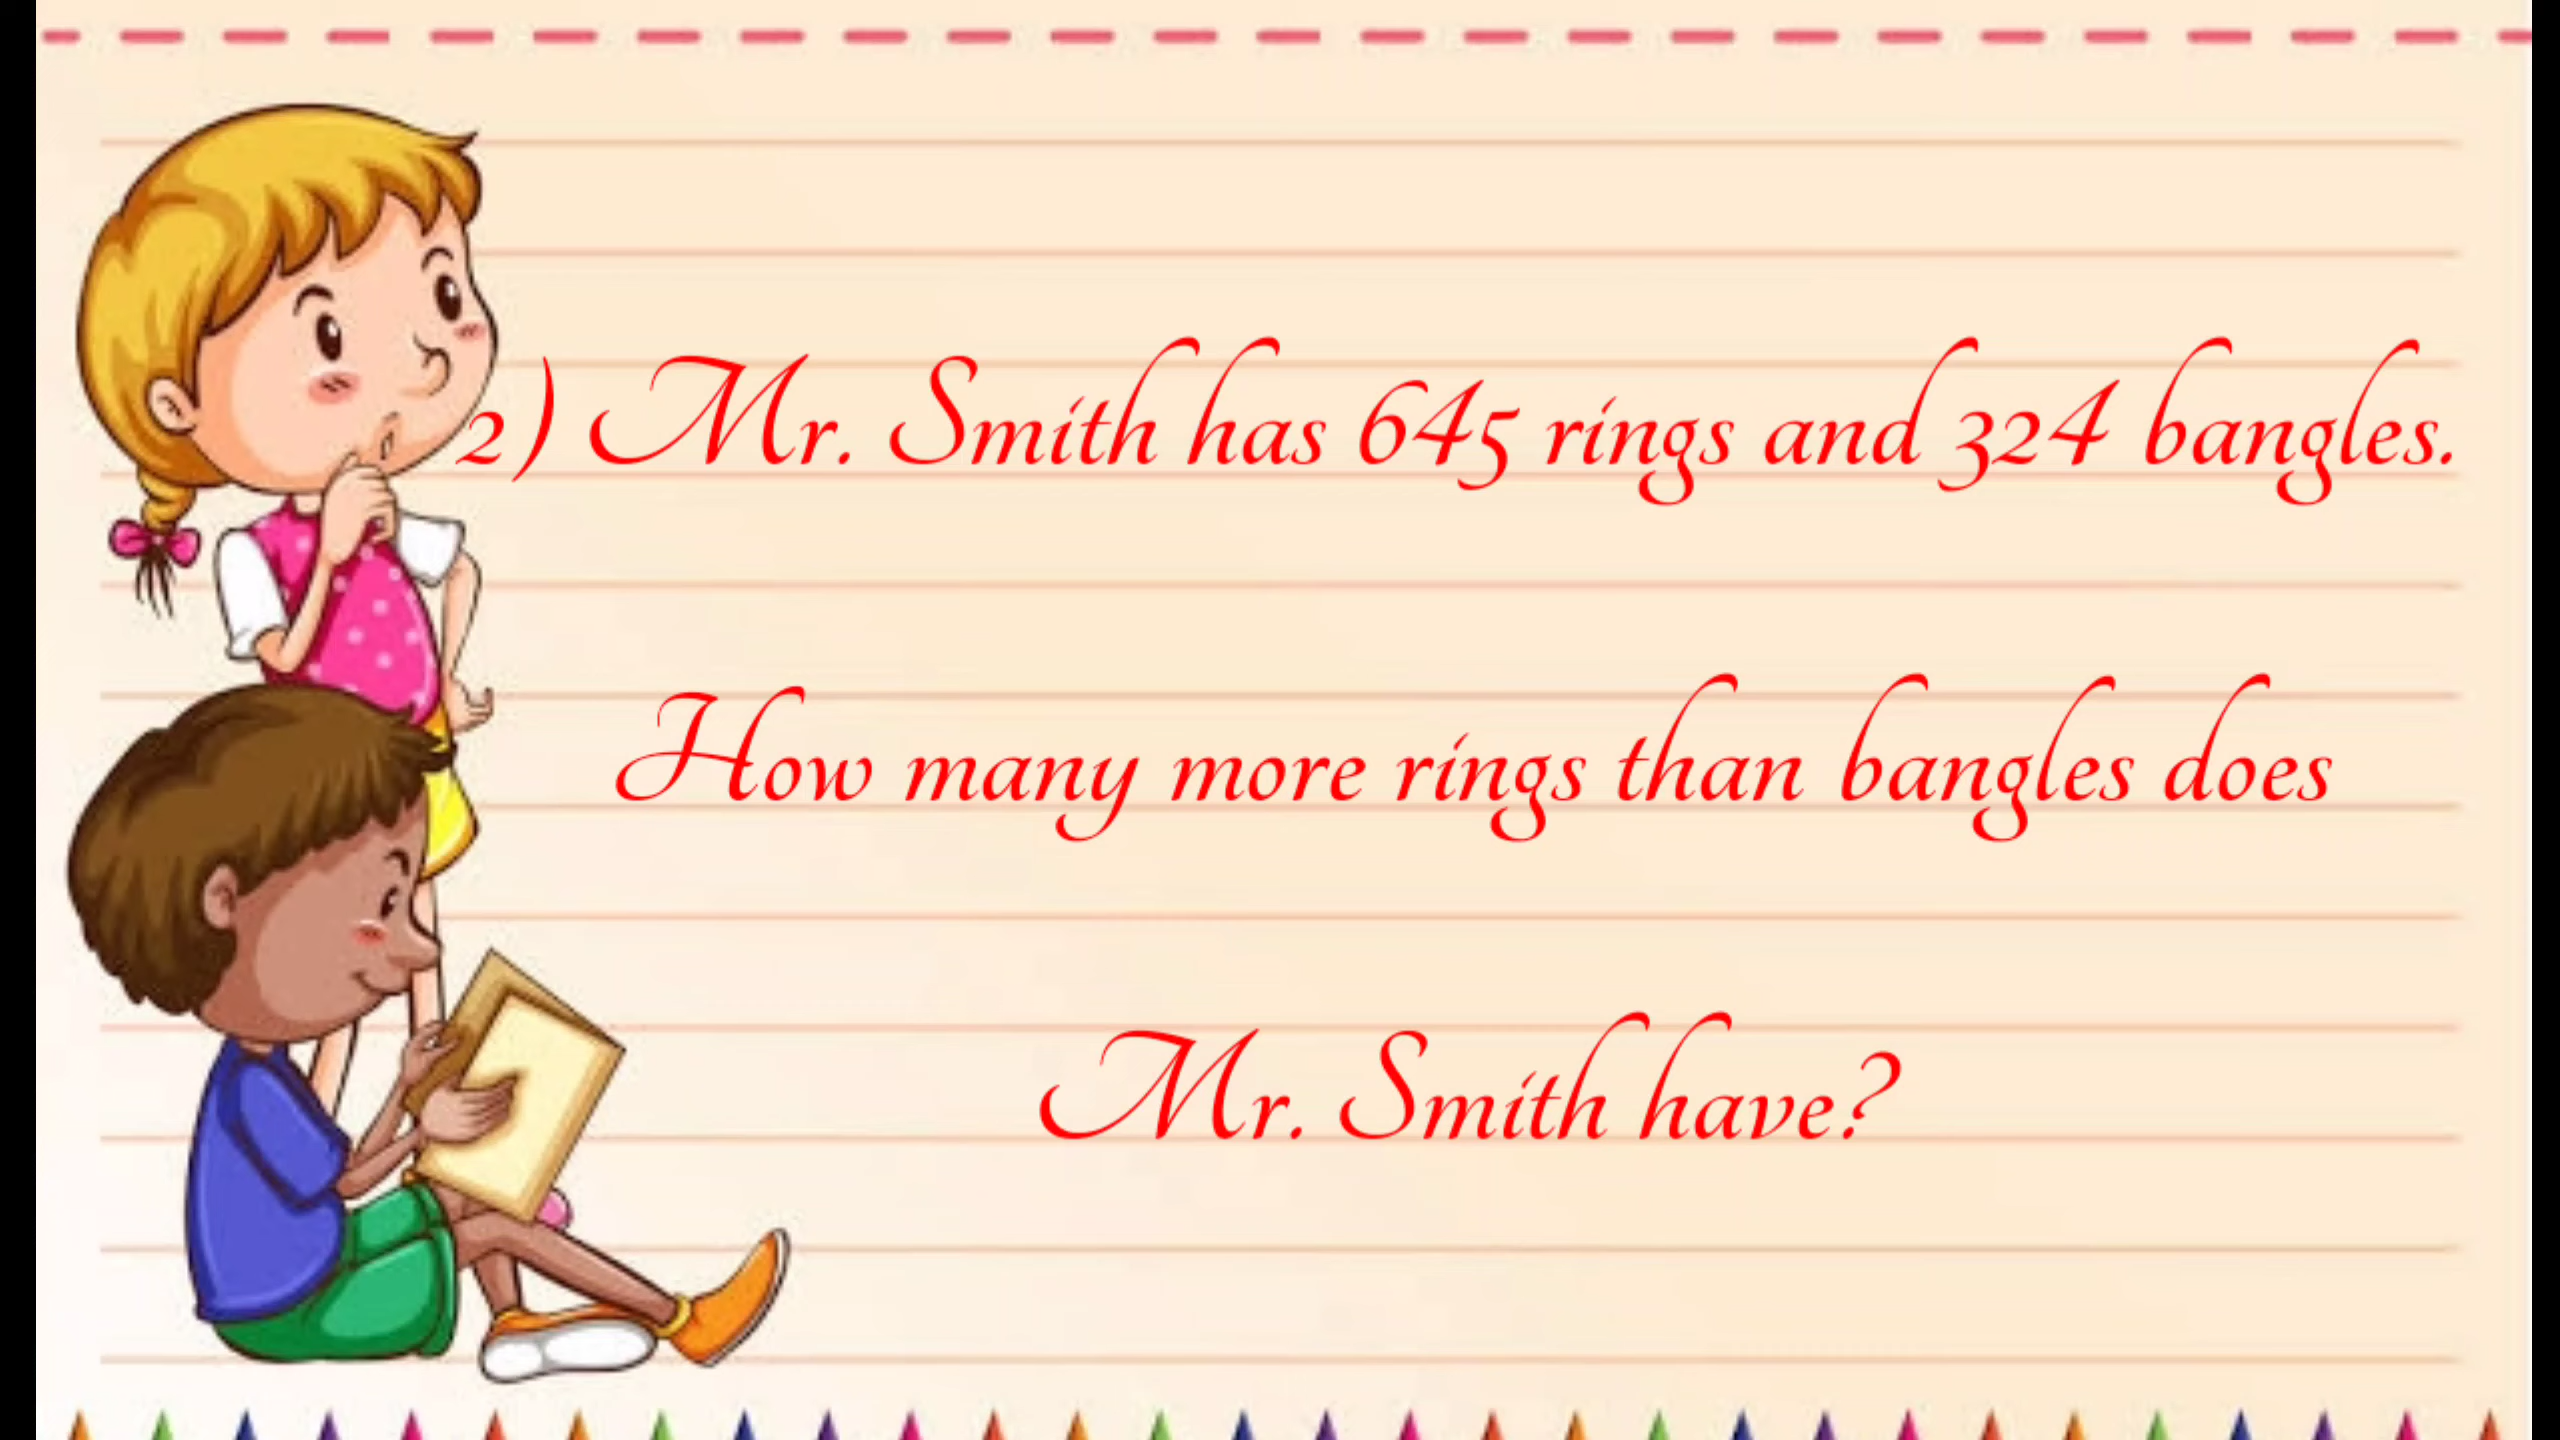 2) Mr. Smith has 645 rings and 324 bangles.
How many more rings than bangles does
Mr. Smith have?